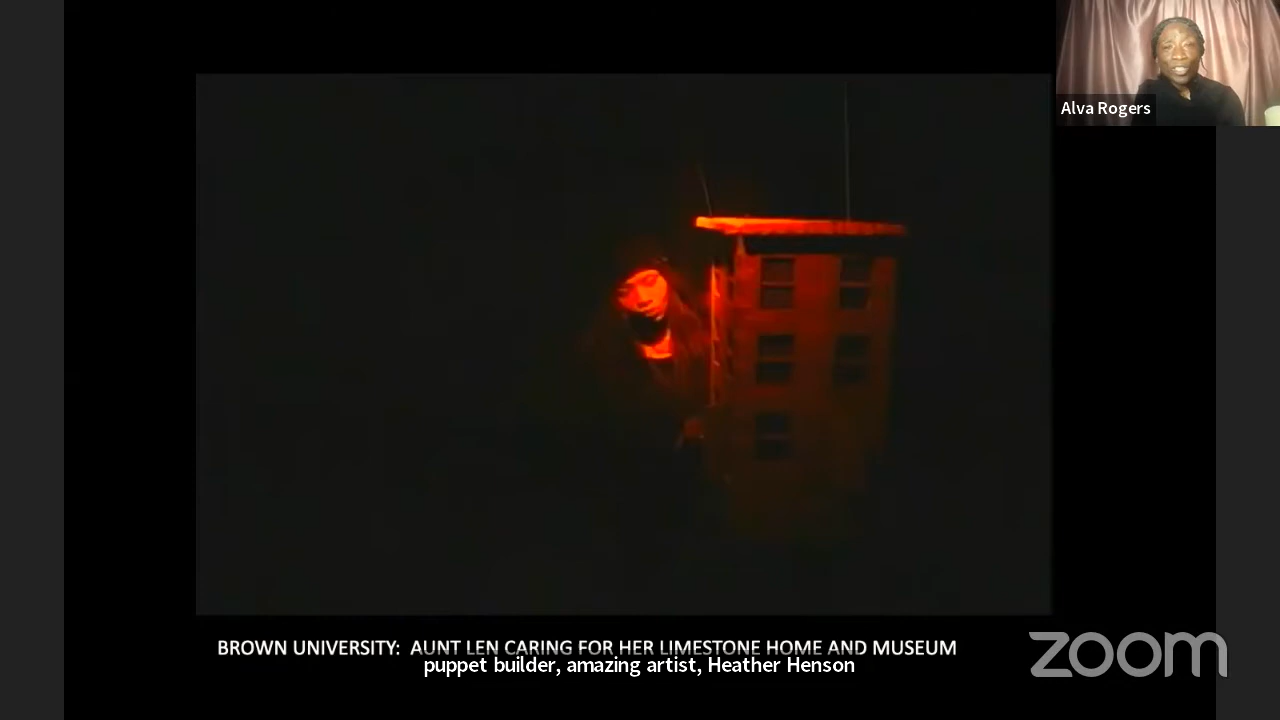 Alva Rogers
BROWN UNIVERSITY: AUNT LEN CARING FOR HER LIMESTONE HOME AND MUSEUM
puppet builder, amazing artist, Heather Henson
zoom